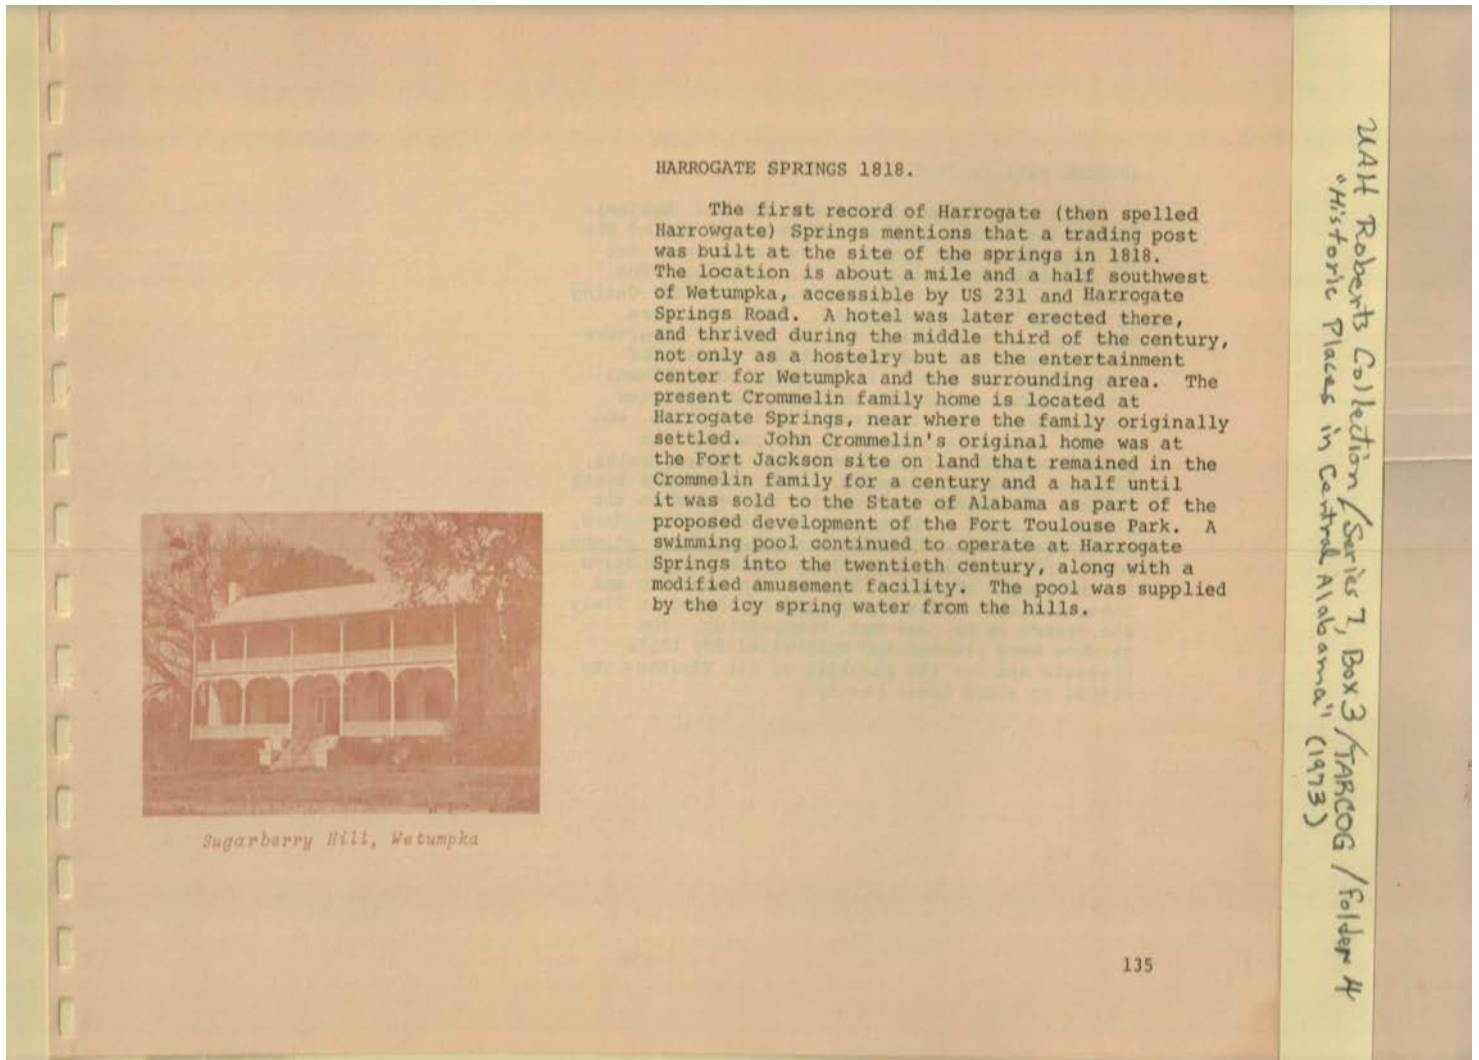 HARROGATE SPRINGS 1818.
The first record of Harrogate (then spelled
Harrowgate) Springs mentions that a trading post
was built at the site of the springs in 1818.
The location is about a mile and a half southwest
of Wetumpka, accessible by US 231 and Harrogate
Springs Road. A hotel was later erected there,
and thrived during the middle third of the century,
not only as a hostelry but as the entertainment
center for Wetumpka and the surrounding area. The
present Crommelin family home is located at
Harrogate Springs, near where the family originally
settled. John Crommelin's original home was at
the Fort Jackson site on land that remained in the
Crommelin family for a century and a half until
it was sold to the State of Alabama as part of the
proposed development of the Fort Toulouse Park. A
swimming pool continued to operate at Harrogate
Springs into the twentieth century, along with a
modified amusement facility. The pool was supplied
by the icy spring water from the hills.
Sugarberry Hill, Wetumpka
135
UAH Roberts Collection/Series 7, Box 3/TARCOG/folder 4
"Historic Places in Central Alabama" (1973)